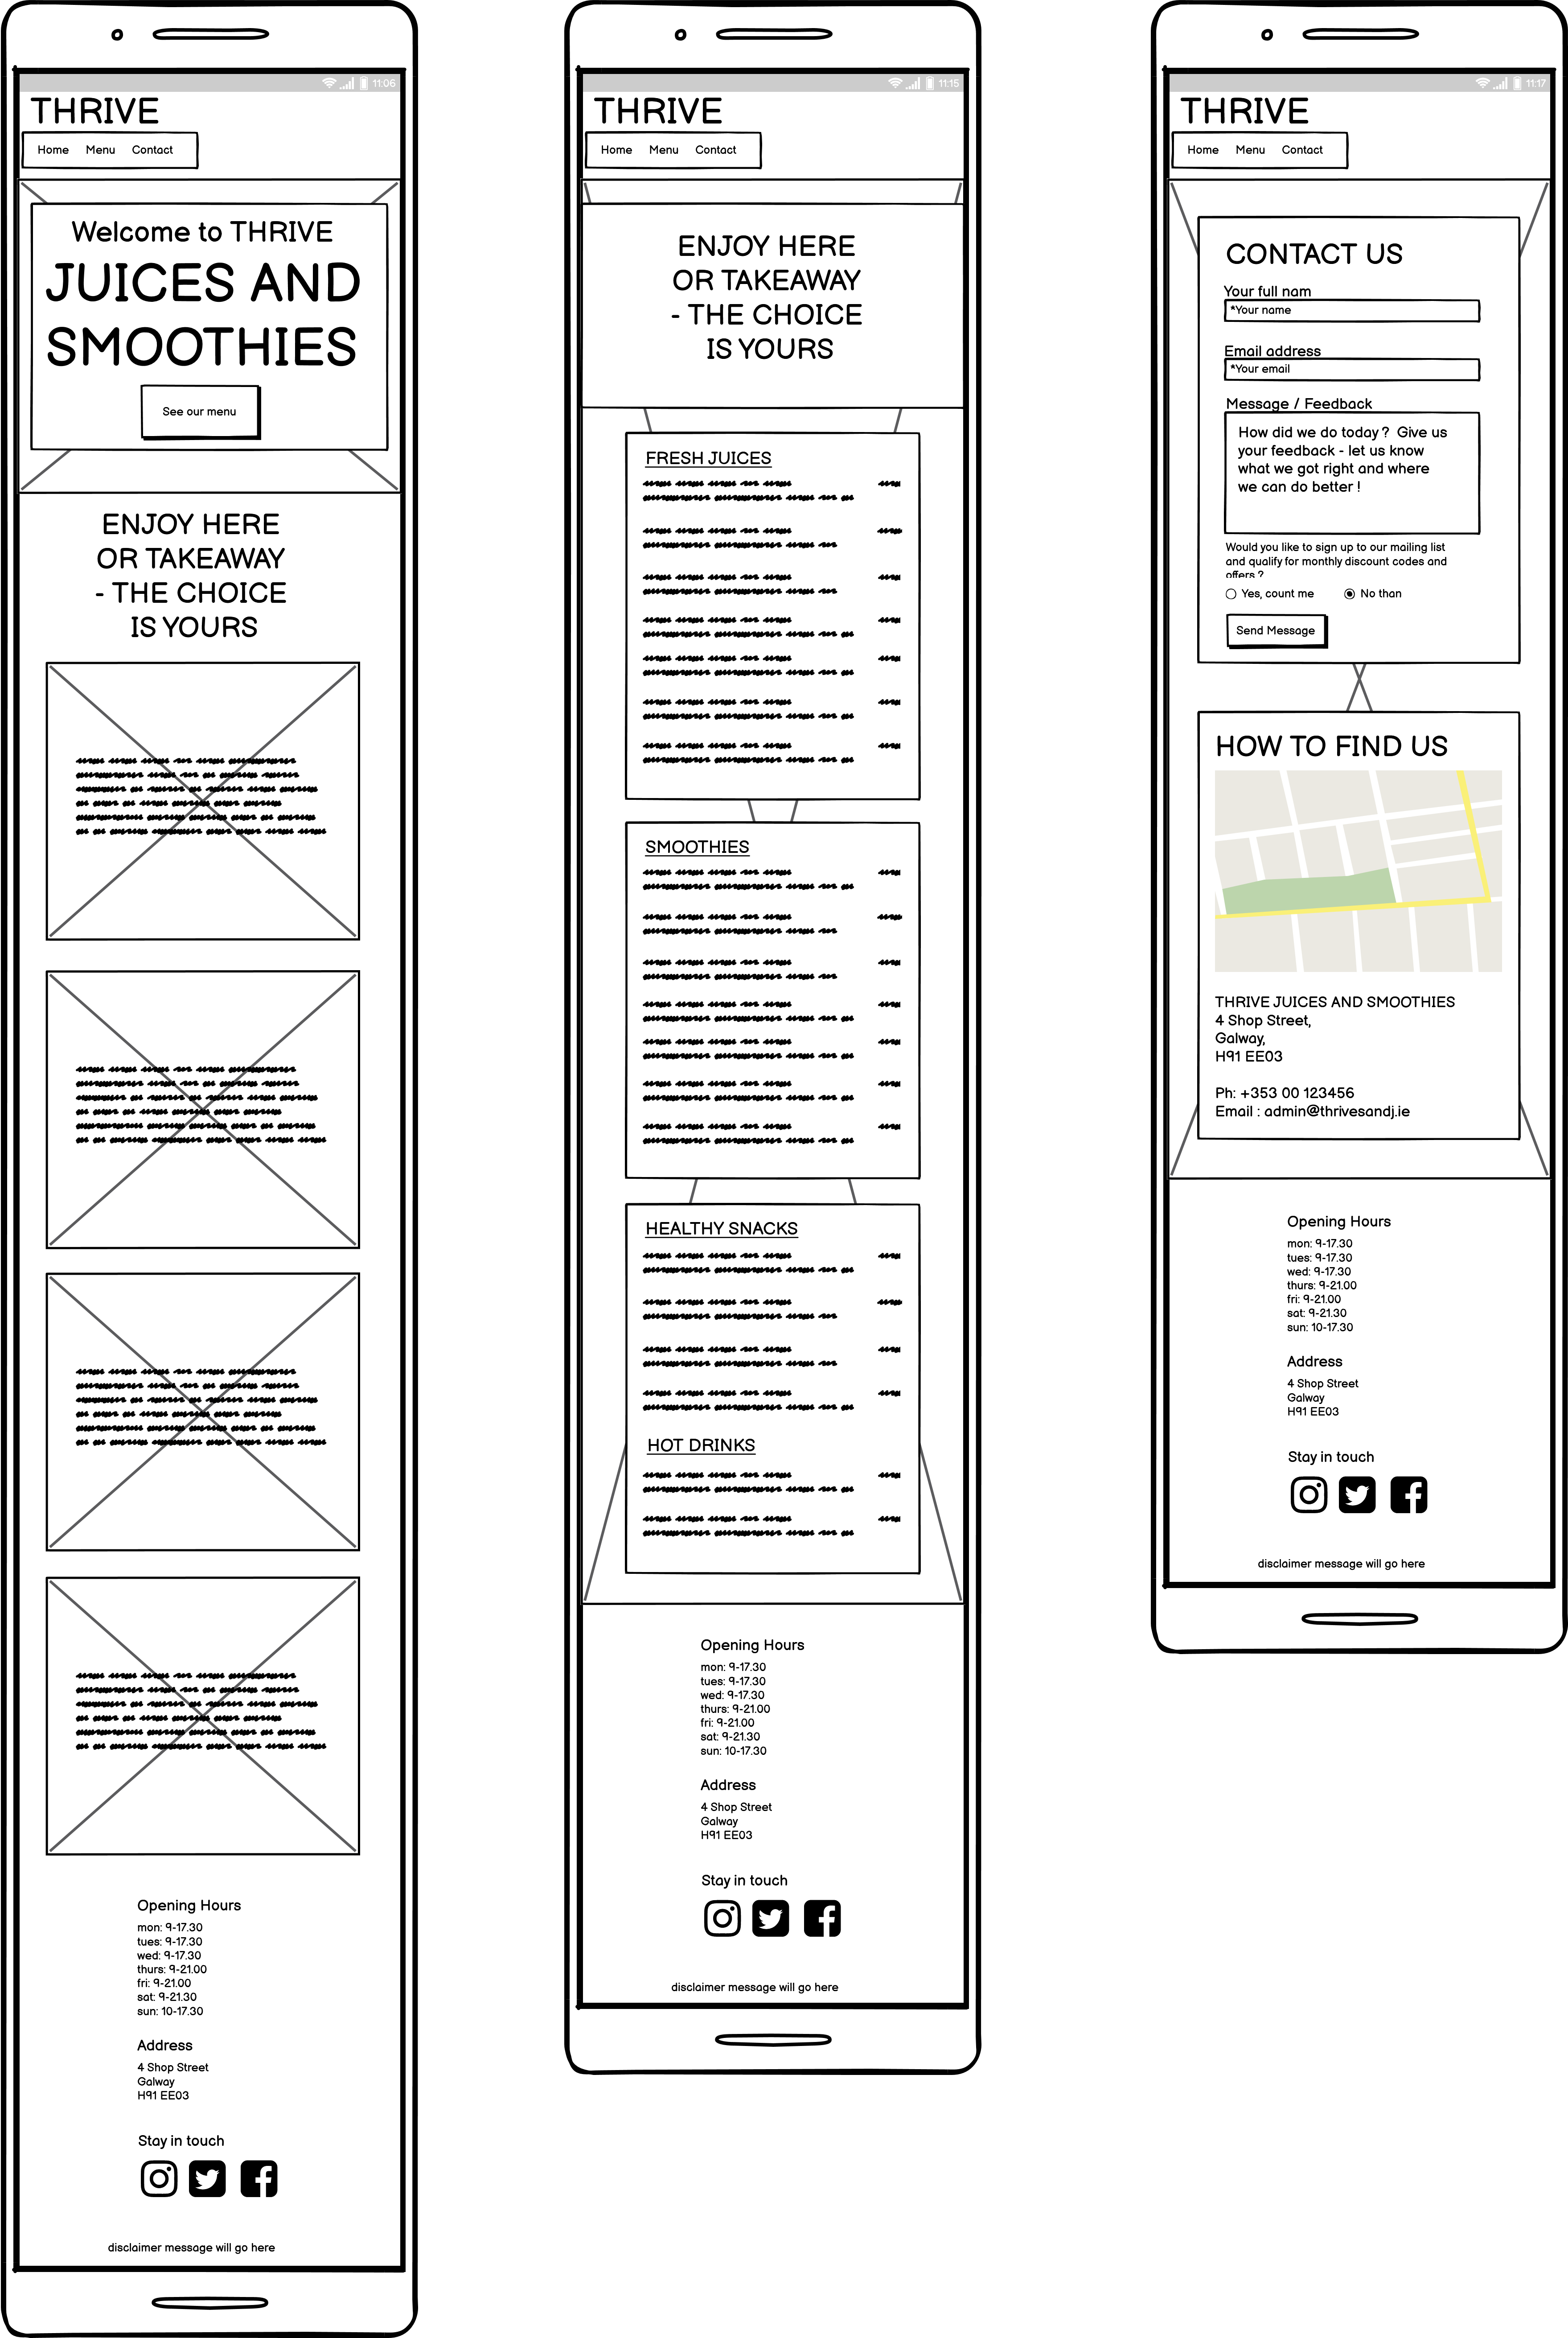 11:06
THRIVE
Home Menu Contact
Welcome to THRIVE
JUICES AND
SMOOTHIES
See our menu
ENJOY HERE
OR TAKEAWAY
- THE CHOICE
IS YOURS
Opening Hours
mon: 9-17.30
tues: 9-17.30
wed: 9-17.30
thurs: 9-21.00
fri: 9-21.00
sat: 9-21.30
sun: 10-17.30
Address
4 Shop Street
Galway
H91 EE03
Stay in touch
disclaimer message will go here
11:15
THRIVE
Home Menu Contact
ENJOY HERE
OR TAKEAWAY
- THE CHOICE
IS YOURS
FRESH JUICES
SMOOTHIES
HEALTHY SNACKS
HOT DRINKS
Opening Hours
mon: 9-17.30
tues: 9-17.30
wed: 9-17.30
thurs: 9-21.00
fri: 9-21.00
sat: 9-21.30
sun: 10-17.30
Address
4 Shop Street
Galway
H91 EE03
Stay in touch
disclaimer message will go here
11:17
THRIVE
Home Menu Contact
CONTACT US
Your full nam
*Your name
Email address
*Your email
Message / Feedback
How did we do today ? Give us
your feedback - let us know
what we got right and where
we can do better !
Would you like to sign up to our mailing list
and qualify for monthly discount codes and
offers ?
Yes, count me No than
Send Message
HOW TO FIND US
THRIVE JUICES AND SMOOTHIES
4 Shop Street,
Galway,
H91 EE03
Ph: +353 00 123456
Email : admin@thrivesandj.ie
Opening Hours
mon: 9-17.30
tues: 9-17.30
wed: 9-17.30
thurs: 9-21.00
fri: 9-21.00
sat: 9-21.30
sun: 10-17.30
Address
4 Shop Street
Galway
H91 EE03
Stay in touch
disclaimer message will go here